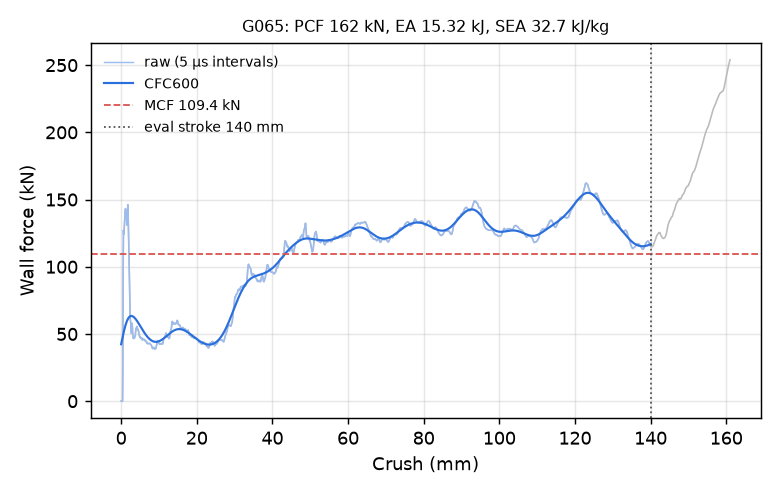 G065: PCF 162 kN, EA 15.32 kJ, SEA 32.7 kJ/kg
raw (5 µs intervals)
CFC600
MCF 109.4 kN
eval stroke 140 mm
Wall force (kN)
250
200
150
100
50
0
0 20 40 60 80 100 120 140 160
Crush (mm)